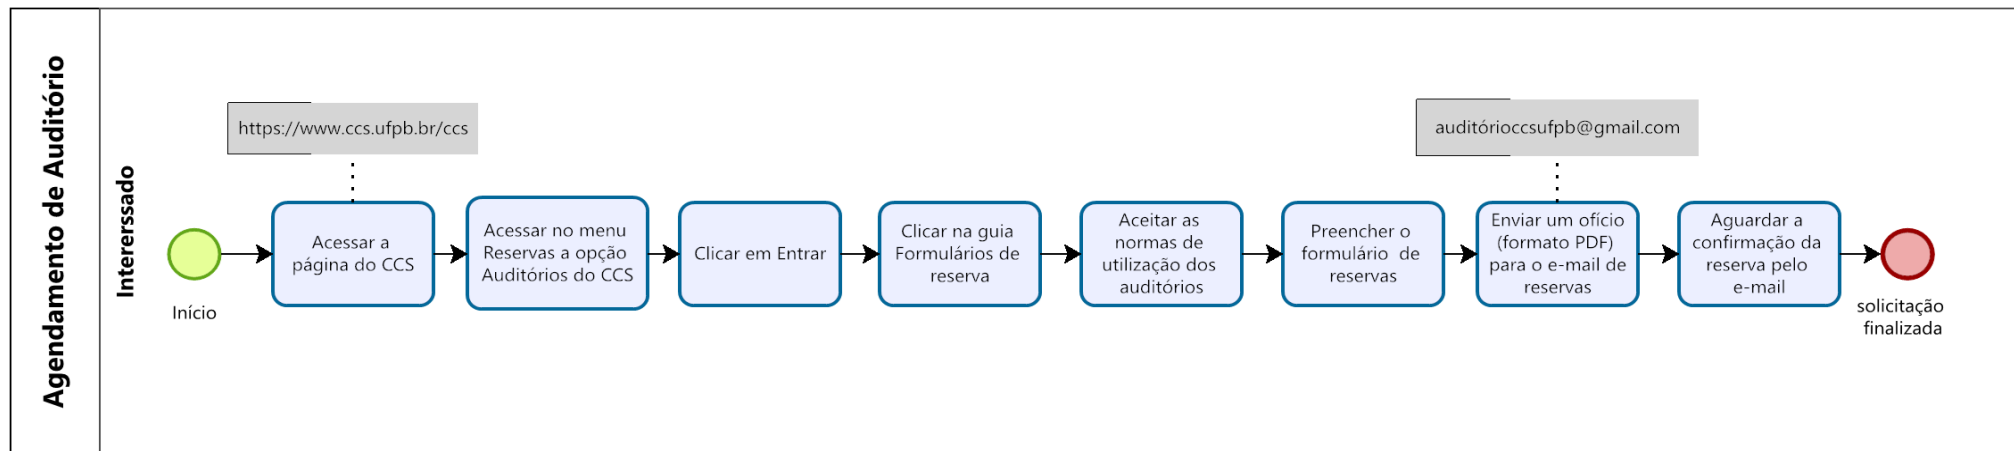 Agendamento de Auditório
Intererssado
Início
https://www.ccs.ufpb.br/ccs
Acessar a
página do CCS
Acessar no menu
Reservas a opção
Auditórios do CCS
Clicar em Entrar
Clicar na guia
Formulários de
reserva
Aceitar as
normas de
utilização dos
auditórios
Preencher o
formulário de
reservas
auditórioccsufpb@gmail.com
Enviar um ofício
(formato PDF)
para o e-mail de
reservas
Aguardar a
confirmação da
reserva pelo
e-mail
solicitação
finalizada